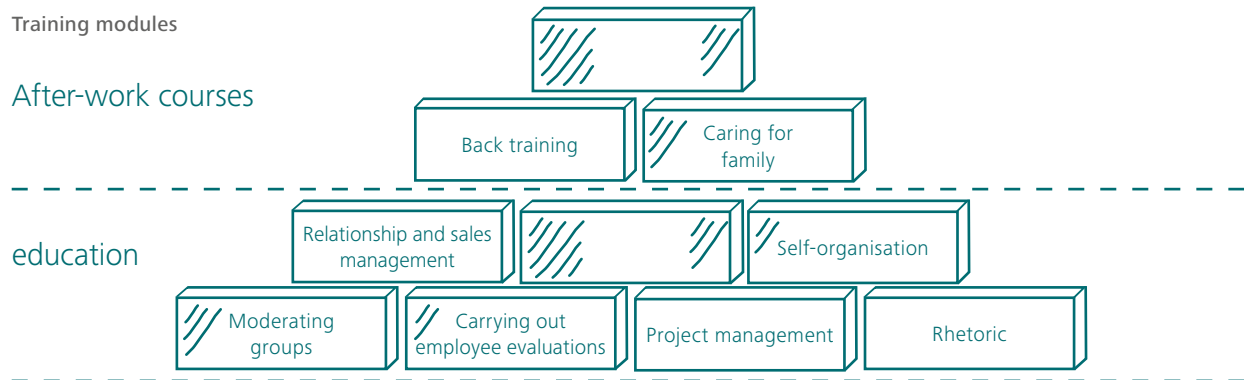 Training modules
After-work courses
Back training
Caring for
family
Relationship and sales
management
education
Self-organisation
Moderating
groups
Carrying out
employee evaluations
Project management
Rhetoric